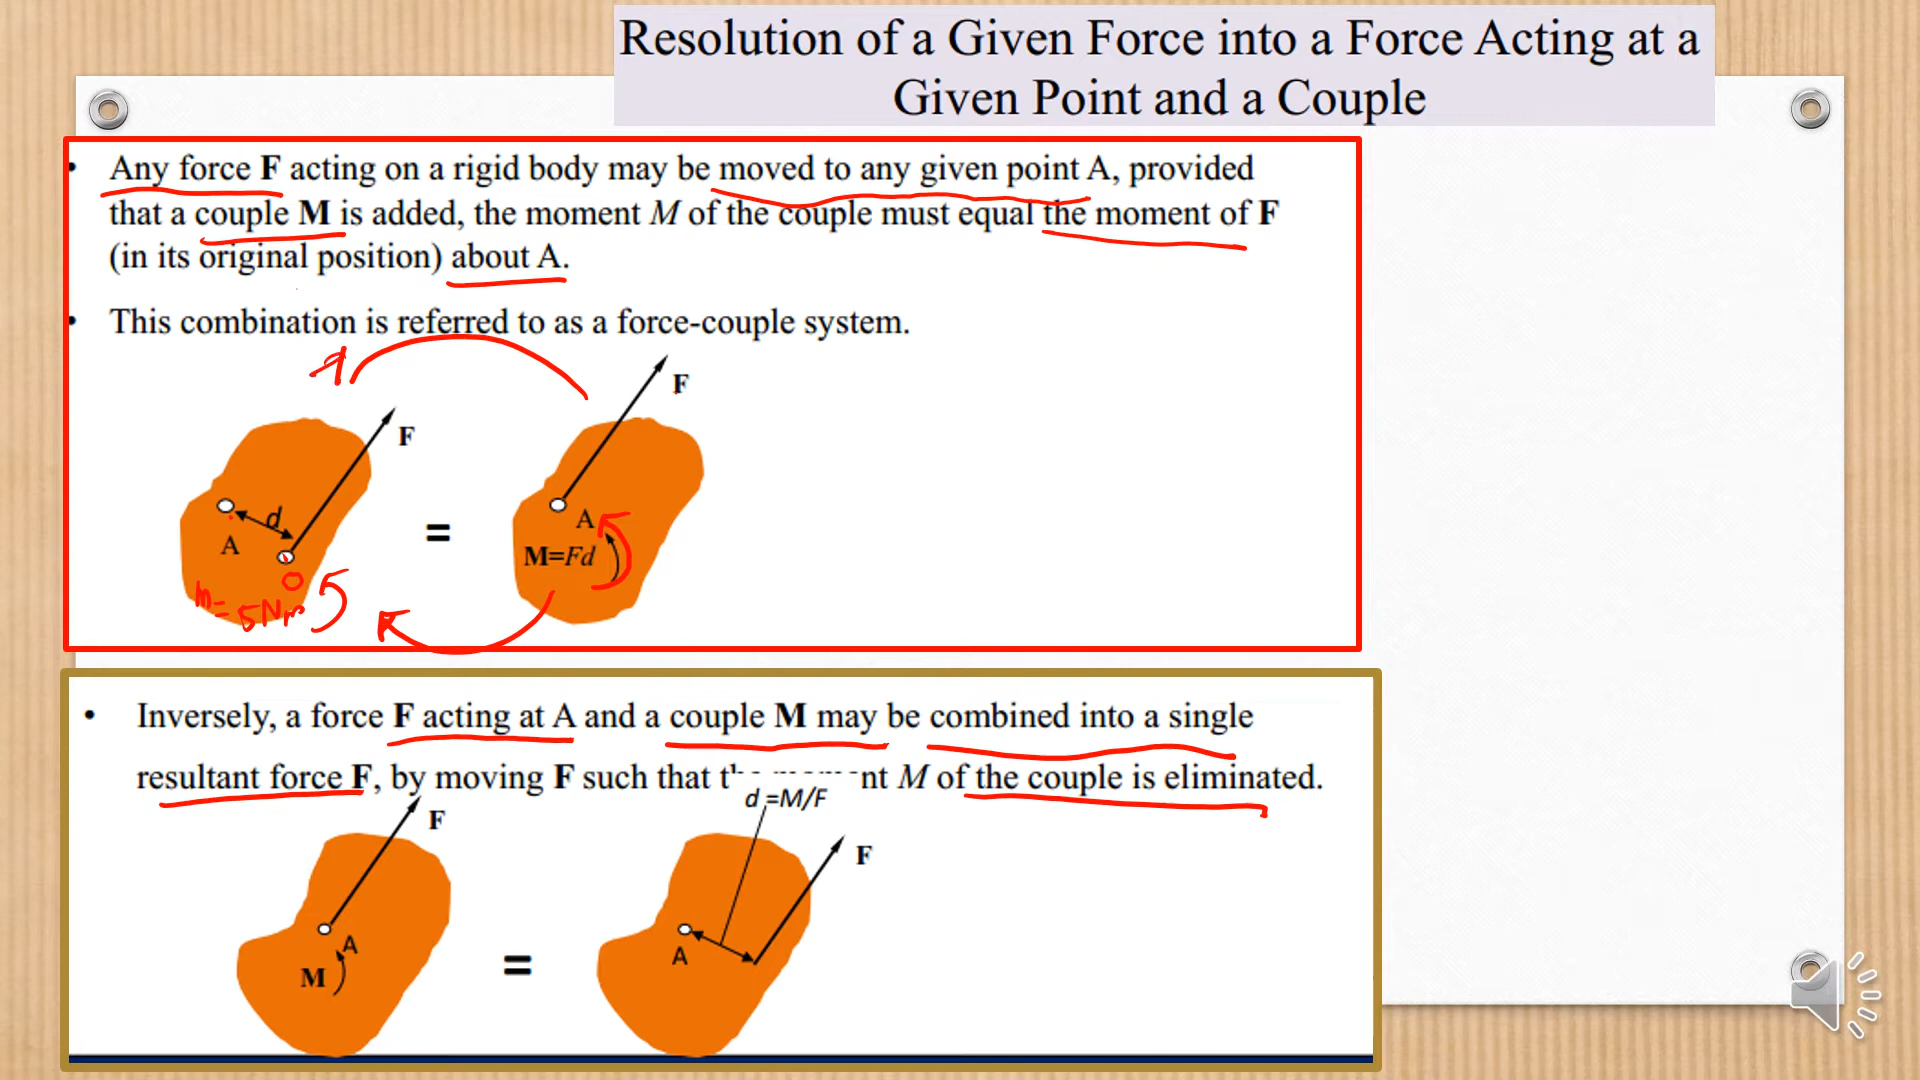 Resolution of a Given Force into a Force Acting at a
Given Point and a Couple
• Any force F acting on a rigid body may be moved to any given point A, provided
that a couple M is added, the moment M of the couple must equal the moment of F
(in its original position) about A.
• This combination is referred to as a force-couple system.
F
d
A
O
m=
5Nm
=
F
A
M=Fd
• Inversely, a force F acting at A and a couple M may be combined into a single
resultant force F, by moving F such that nt M of the couple is eliminated.
d =M/F
F
A
M
=
F
A